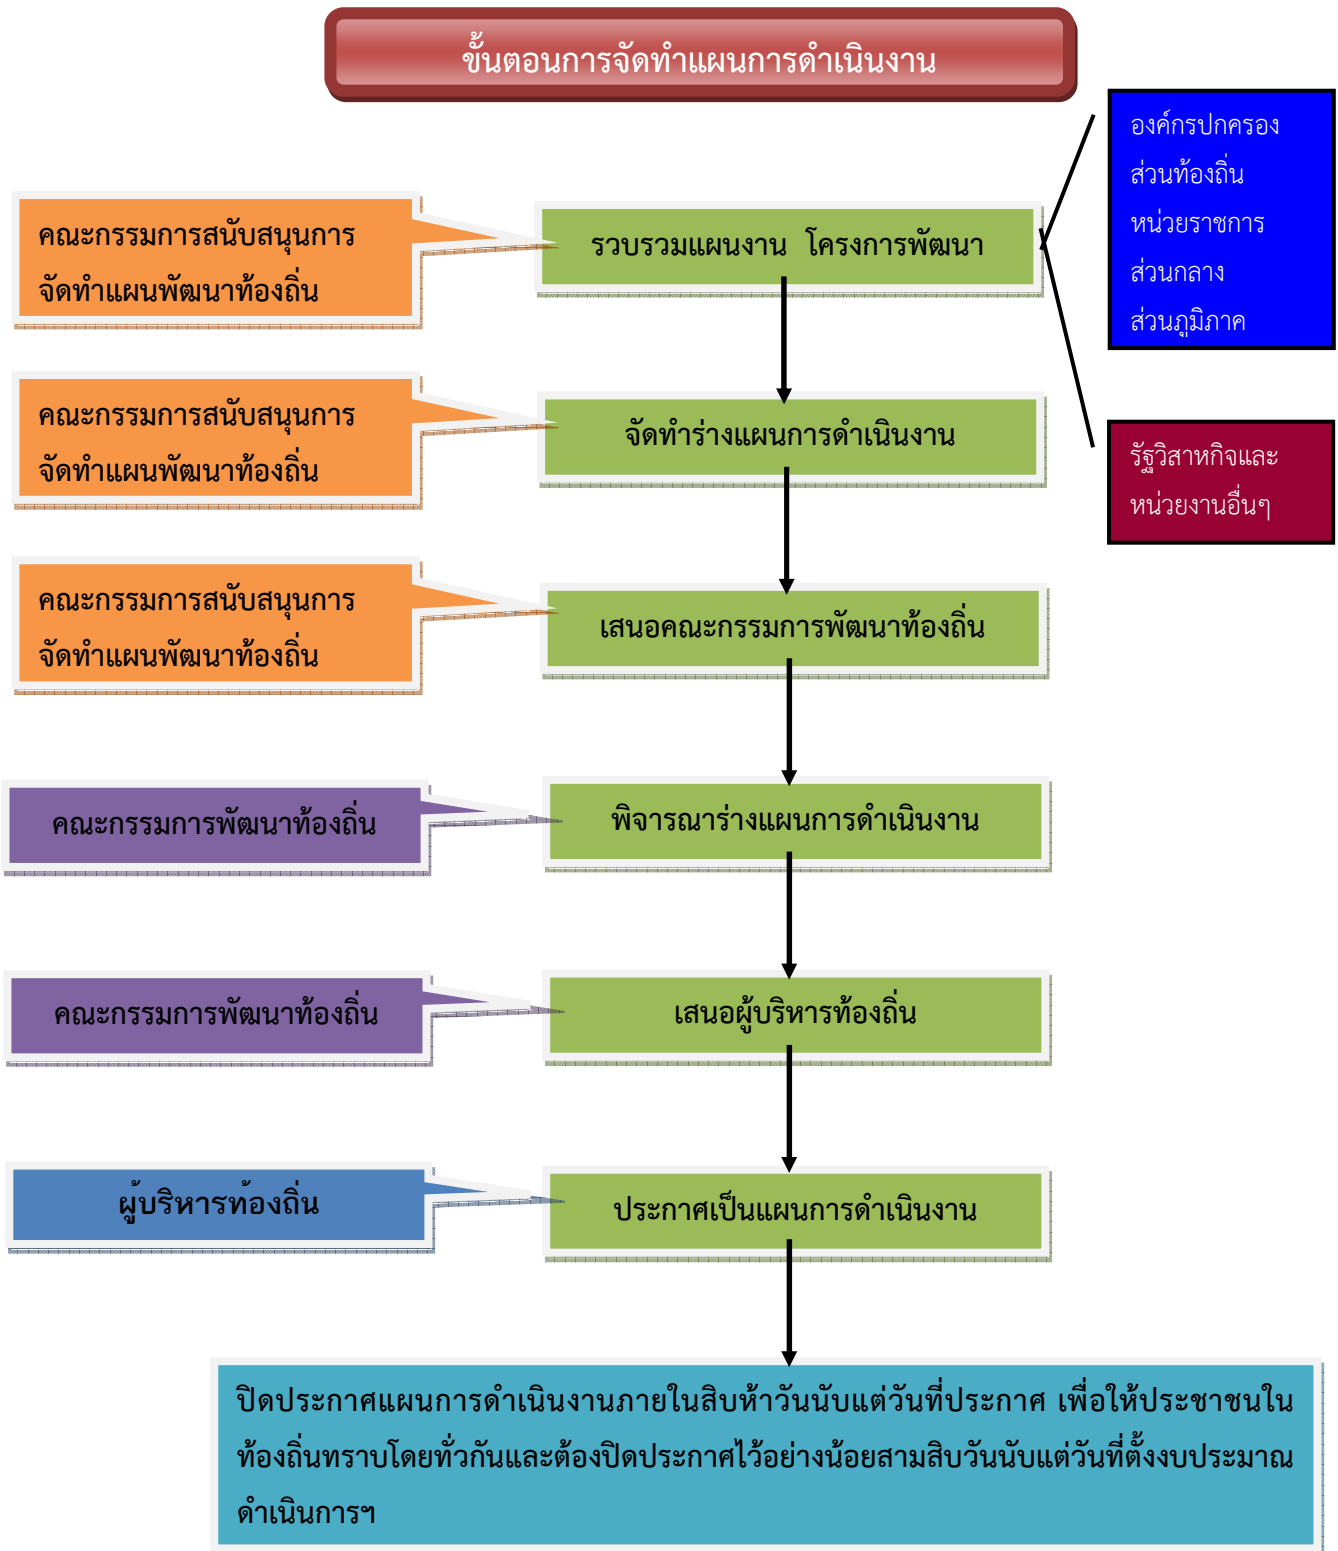 ขั้นตอนการจัดทำแผนการดำเนินงาน
องค์กรปกครอง
ส่วนท้องถิ่น
หน่วยราชการ
ส่วนกลาง
ส่วนภูมิภาค
คณะกรรมการสนับสนุนการ
จัดทำแผนพัฒนาท้องถิ่น
รวบรวมแผนงาน โครงการพัฒนา
คณะกรรมการสนับสนุนการ
จัดทำแผนพัฒนาท้องถิ่น
จัดทำร่างแผนการดำเนินงาน
รัฐวิสาหกิจและ
หน่วยงานอื่นๆ
คณะกรรมการสนับสนุนการ
จัดทำแผนพัฒนาท้องถิ่น
เสนอคณะกรรมการพัฒนาท้องถิ่น
คณะกรรมการพัฒนาท้องถิ่น
พิจารณาร่างแผนการดำเนินงาน
คณะกรรมการพัฒนาท้องถิ่น
เสนอผู้บริหารท้องถิ่น
ผู้บริหารท้องถิ่น
ประกาศเป็นแผนการดำเนินงาน
ปิดประกาศแผนการดำเนินงานภายในสิบห้าวันนับแต่วันที่ประกาศ เพื่อให้ประชาชนใน
ท้องถิ่นทราบโดยทั่วกันและต้องปิดประกาศไว้อย่างน้อยสามสิบวันนับแต่วันที่ตั้งงบประมาณ
ดำเนินการฯ